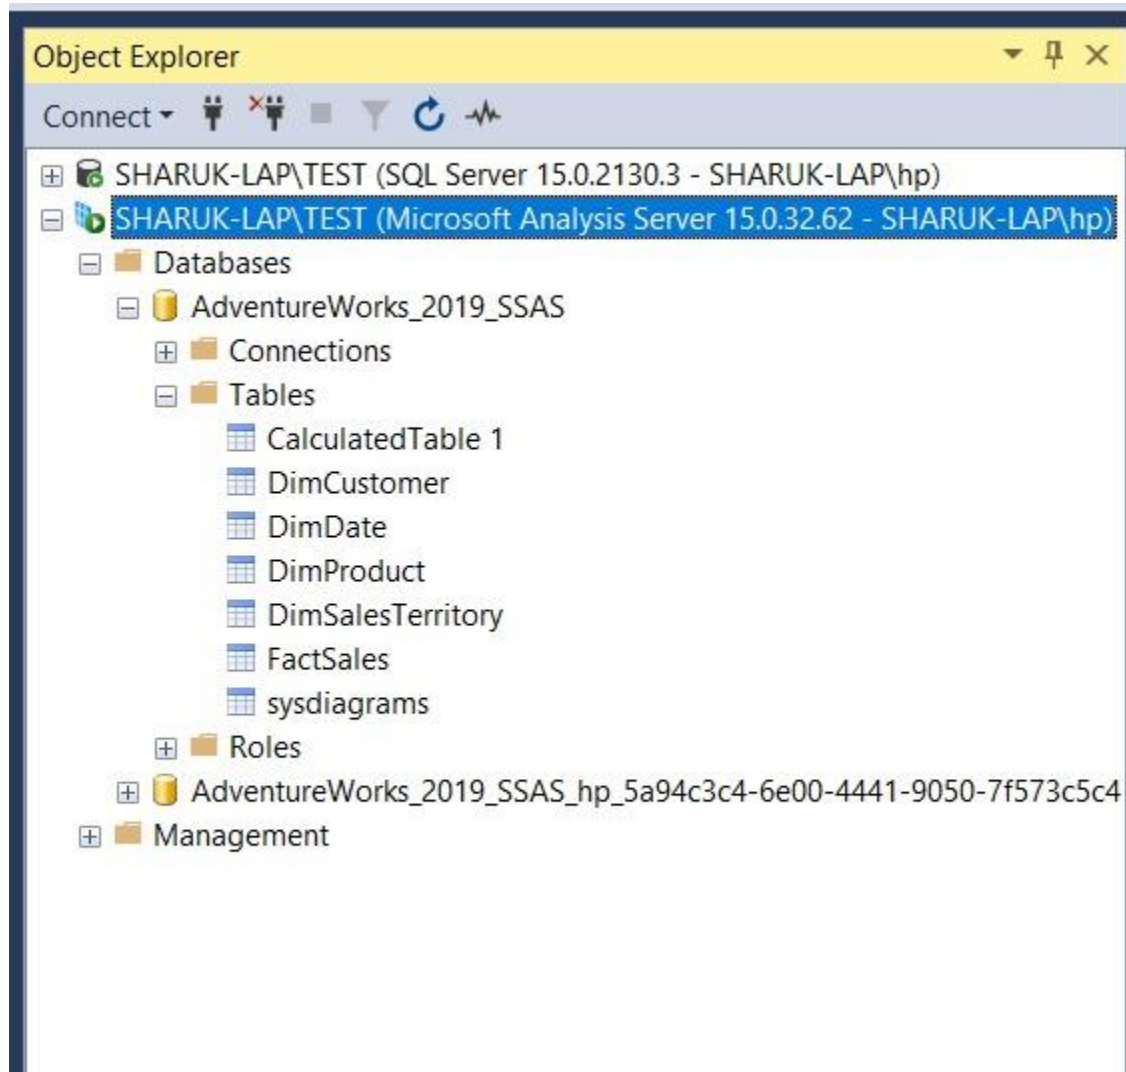 Object Explorer
Connect
SHARUK-LAP\TEST (SQL Server 15.0.2130.3 - SHARUK-LAP\hp)
SHARUK-LAP\TEST (Microsoft Analysis Server 15.0.32.62 - SHARUK-LAP\hp)
Databases
AdventureWorks_2019_SSAS
Connections
Tables
CalculatedTable 1
DimCustomer
DimDate
DimProduct
DimSalesTerritory
FactSales
sysdiagrams
Roles
AdventureWorks_2019_SSAS_hp_5a94c3c4-6e00-4441-9050-7f573c5c4
Management